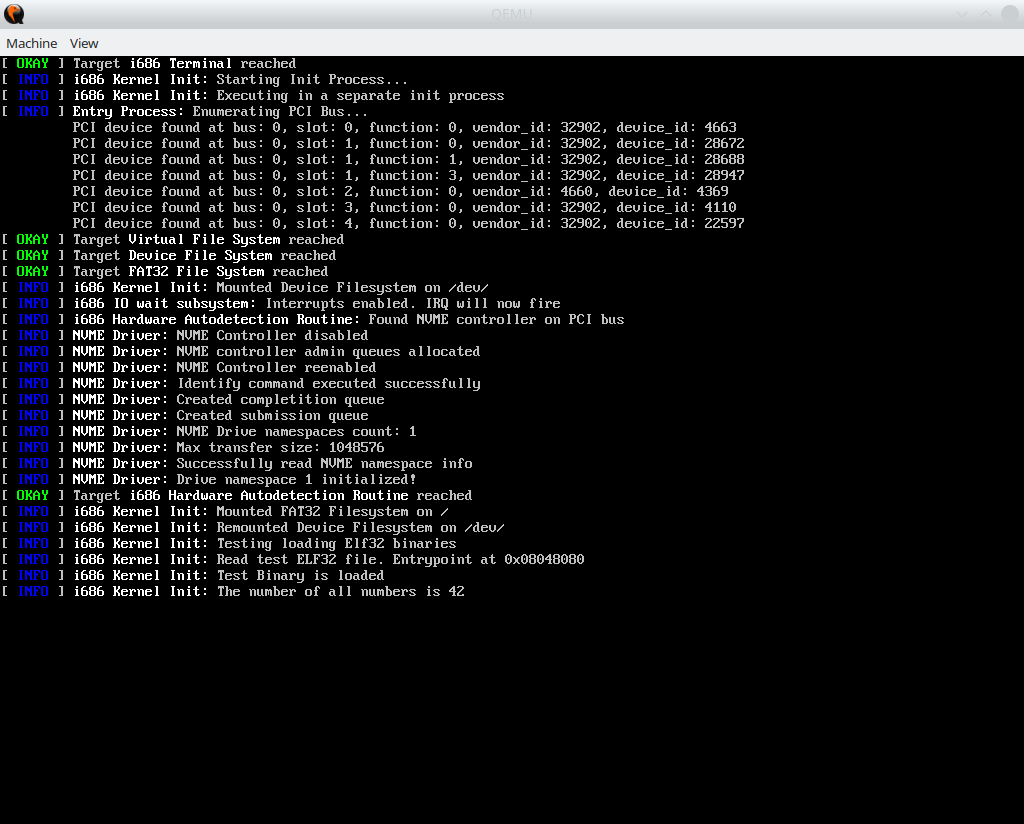 QEMU
Machine View
[ OKAY ] Target i686 Terminal reached
[ INFO ] i686 Kernel Init: Starting Init Process...
[ INFO ] i686 Kernel Init: Executing in a separate init process
[ INFO ] Entry Process: Enumerating PCI Bus...
PCI device found at bus: 0, slot: 0, function: 0, vendor_id: 32902, device_id: 4663
PCI device found at bus: 0, slot: 1, function: 0, vendor_id: 32902, device_id: 28672
PCI device found at bus: 0, slot: 1, function: 1, vendor_id: 32902, device_id: 28688
PCI device found at bus: 0, slot: 1, function: 3, vendor_id: 32902, device_id: 28947
PCI device found at bus: 0, slot: 2, function: 0, vendor_id: 4660, device_id: 4369
PCI device found at bus: 0, slot: 3, function: 0, vendor_id: 32902, device_id: 4110
PCI device found at bus: 0, slot: 4, function: 0, vendor_id: 32902, device_id: 22597
[ OKAY ] Target Virtual File System reached
[ OKAY ] Target Device File System reached
[ OKAY ] Target FAT32 File System reached
[ INFO ] i686 Kernel Init: Mounted Device Filesystem on /dev/
[ INFO ] i686 IO wait subsystem: Interrupts enabled. IRQ will now fire
[ INFO ] i686 Hardware Autodetection Routine: Found NVME controller on PCI bus
[ INFO ] NVME Driver: NVME Controller disabled
[ INFO ] NVME Driver: NVME controller admin queues allocated
[ INFO ] NVME Driver: NVME Controller reenabled
[ INFO ] NVME Driver: Identify command executed successfully
[ INFO ] NVME Driver: Created completition queue
[ INFO ] NVME Driver: Created submission queue
[ INFO ] NVME Driver: NVME Drive namespaces count: 1
[ INFO ] NVME Driver: Max transfer size: 1048576
[ INFO ] NVME Driver: Successfully read NVME namespace info
[ INFO ] NVME Driver: Drive namespace 1 initialized!
[ OKAY ] Target i686 Hardware Autodetection Routine reached
[ INFO ] i686 Kernel Init: Mounted FAT32 Filesystem on /
[ INFO ] i686 Kernel Init: Remounted Device Filesystem on /dev/
[ INFO ] i686 Kernel Init: Testing loading Elf32 binaries
[ INFO ] i686 Kernel Init: Read test ELF32 file. Entrypoint at 0x08048080
[ INFO ] i686 Kernel Init: Test Binary is loaded
[ INFO ] i686 Kernel Init: The number of all numbers is 42